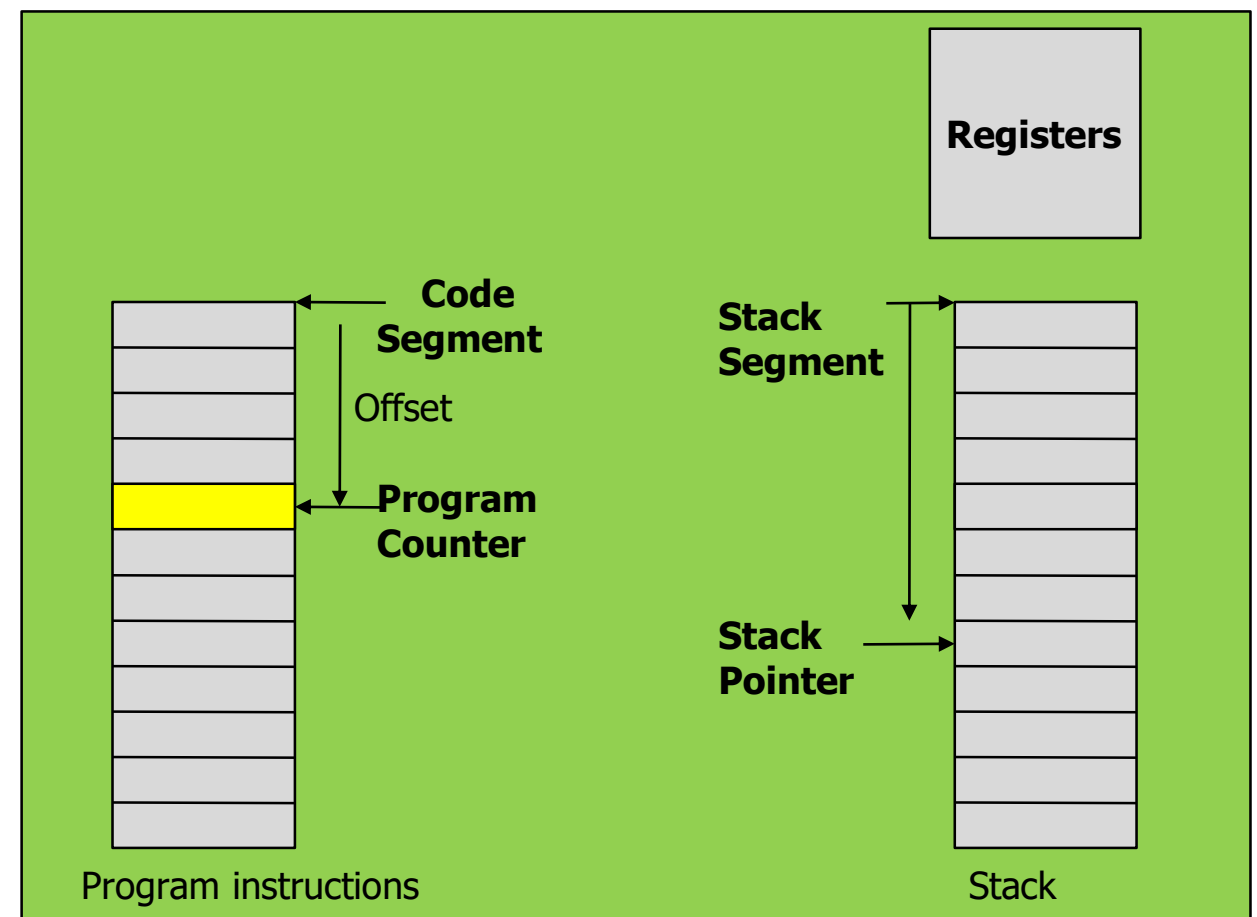 Registers
Code
Segment
Offset
Program
Counter
Stack
Segment
Stack
Pointer
Program instructions
Stack